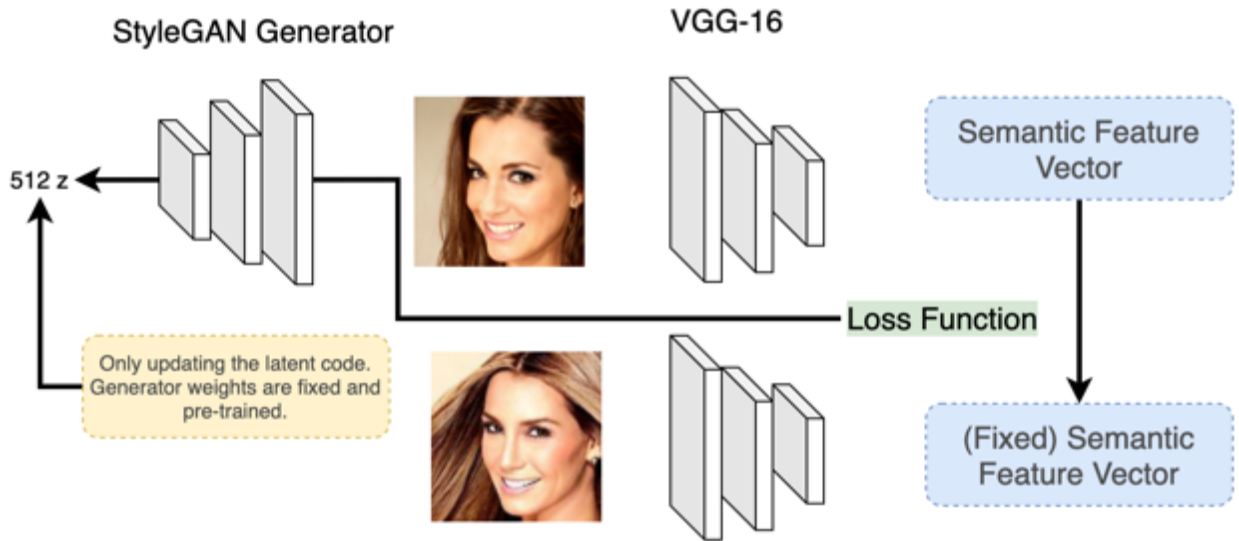 StyleGAN Generator
VGG-16
Semantic Feature
Vector
512 z
Loss Function
Only updating the latent code.
Generator weights are fixed and
pre-trained.
(Fixed) Semantic
Feature Vector